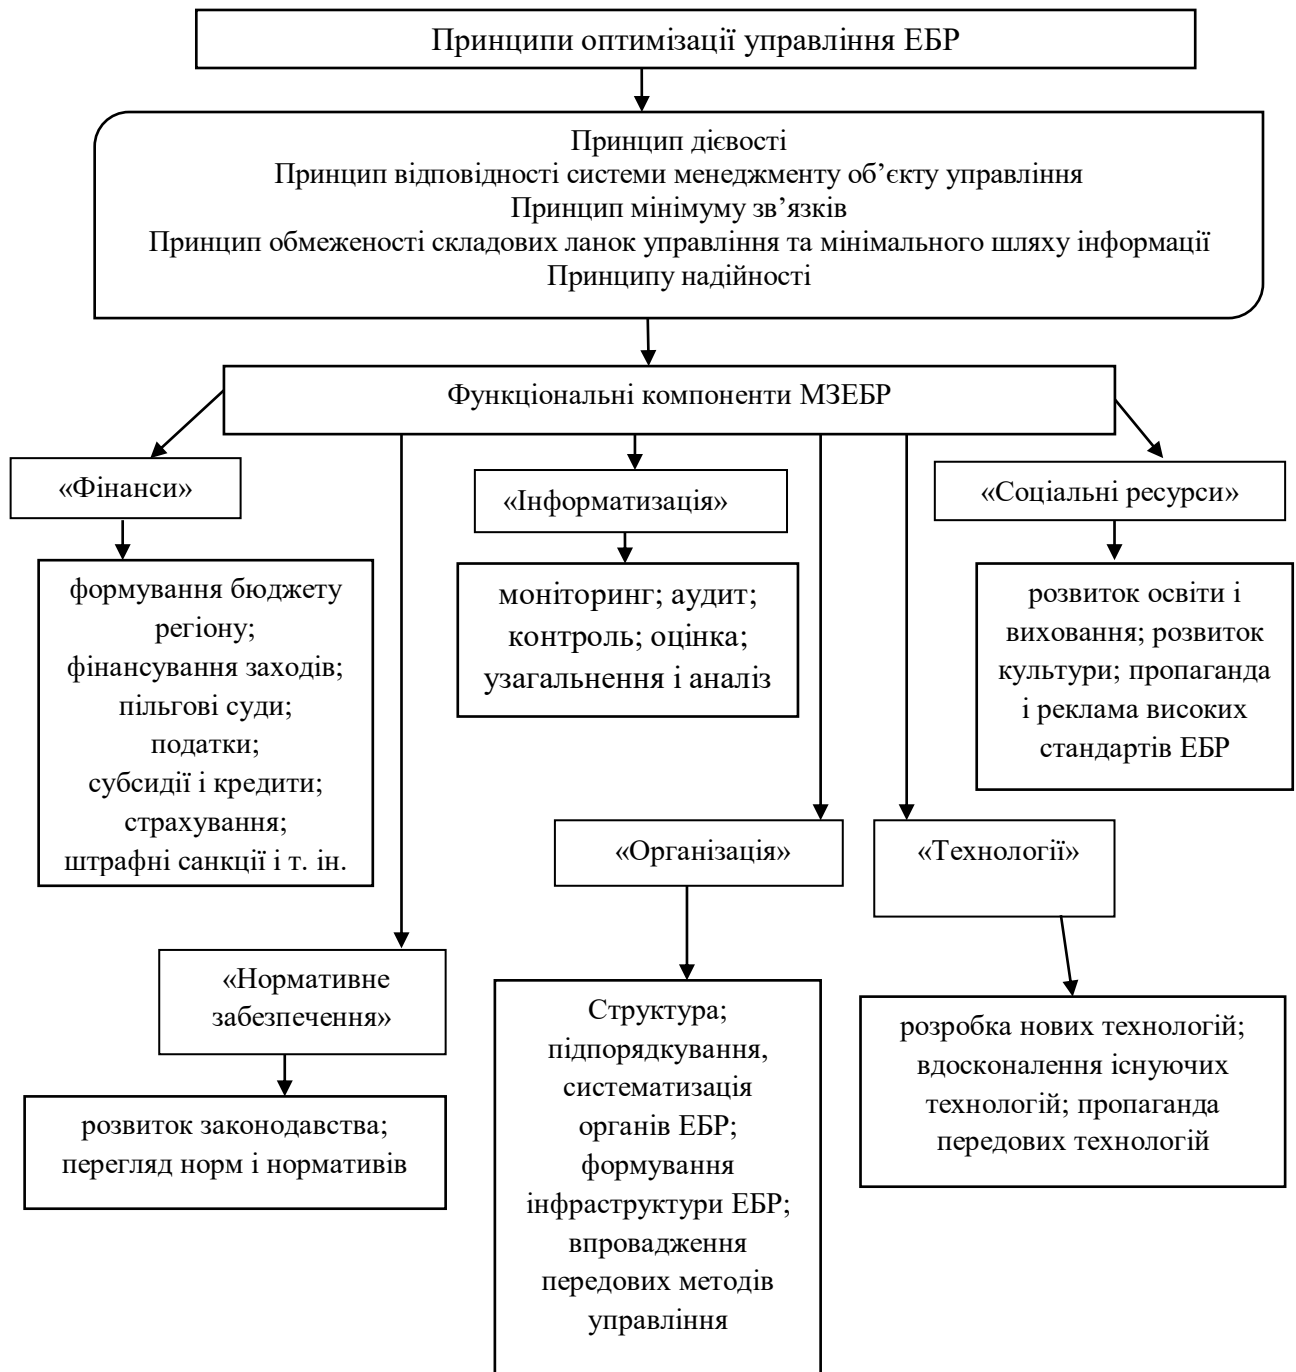 Принципи оптимізації управління ЕБР
Принцип дієвості
Принцип відповідності системи менеджменту об’єкту управління
Принцип мінімуму зв’язків
Принцип обмеженості складових ланок управління та мінімального шляху інформації
Принципу надійності
Функціональні компоненти МЗЕБР
«Фінанси»
формування бюджету
регіону;
фінансування заходів;
пільгові суди;
податки;
субсидії і кредити;
страхування;
штрафні санкції і т. ін.
«Інформатизація»
моніторинг; аудит;
контроль; оцінка;
узагальнення і аналіз
«Соціальні ресурси»
розвиток освіти і
виховання; розвиток
культури; пропаганда
і реклама високих
стандартів ЕБР
«Нормативне
забезпечення»
розвиток законодавства;
перегляд норм і нормативів
«Організація»
Структура;
підпорядкування,
систематизація
органів ЕБР;
формування
інфраструктури ЕБР;
впровадження
передових методів
управління
«Технології»
розробка нових технологій;
вдосконалення існуючих
технологій; пропаганда
передових технологій